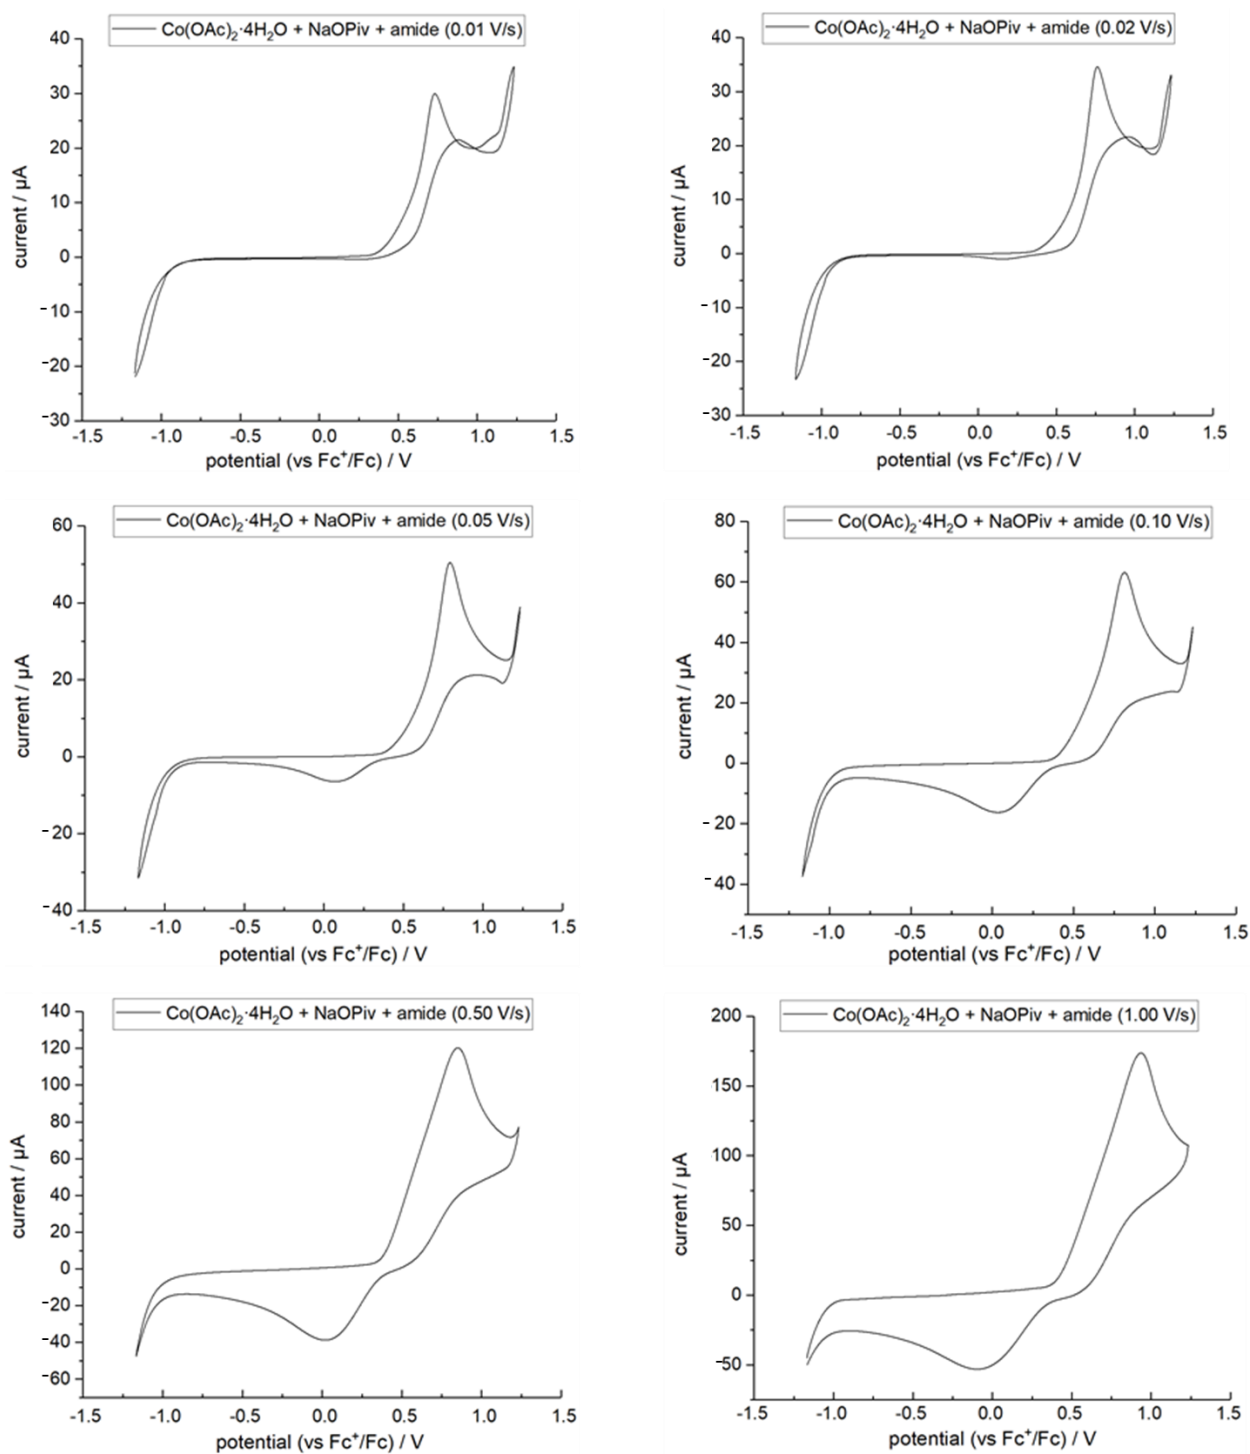 Co(OAc)₂·4H₂O + NaOPiv + amide (0.01 V/s)
40
30
20
10
0
-10
-20
-30
current / µA
-1.5 -1.0 -0.5 0.0 0.5 1.0 1.5
potential (vs Fc⁺/Fc) / V
Co(OAc)₂·4H₂O + NaOPiv + amide (0.02 V/s)
40
30
20
10
0
-10
-20
-30
current / µA
-1.5 -1.0 -0.5 0.0 0.5 1.0 1.5
potential (vs Fc⁺/Fc) / V
Co(OAc)₂·4H₂O + NaOPiv + amide (0.05 V/s)
60
40
20
0
-20
-40
current / µA
-1.5 -1.0 -0.5 0.0 0.5 1.0 1.5
potential (vs Fc⁺/Fc) / V
Co(OAc)₂·4H₂O + NaOPiv + amide (0.10 V/s)
80
60
40
20
0
-20
-40
current / µA
-1.5 -1.0 -0.5 0.0 0.5 1.0 1.5
potential (vs Fc⁺/Fc) / V
Co(OAc)₂·4H₂O + NaOPiv + amide (0.50 V/s)
140
120
100
80
60
40
20
0
-20
-40
-60
current / µA
-1.5 -1.0 -0.5 0.0 0.5 1.0 1.5
potential (vs Fc⁺/Fc) / V
Co(OAc)₂·4H₂O + NaOPiv + amide (1.00 V/s)
200
150
100
50
0
-50
current / µA
-1.5 -1.0 -0.5 0.0 0.5 1.0 1.5
potential (vs Fc⁺/Fc) / V